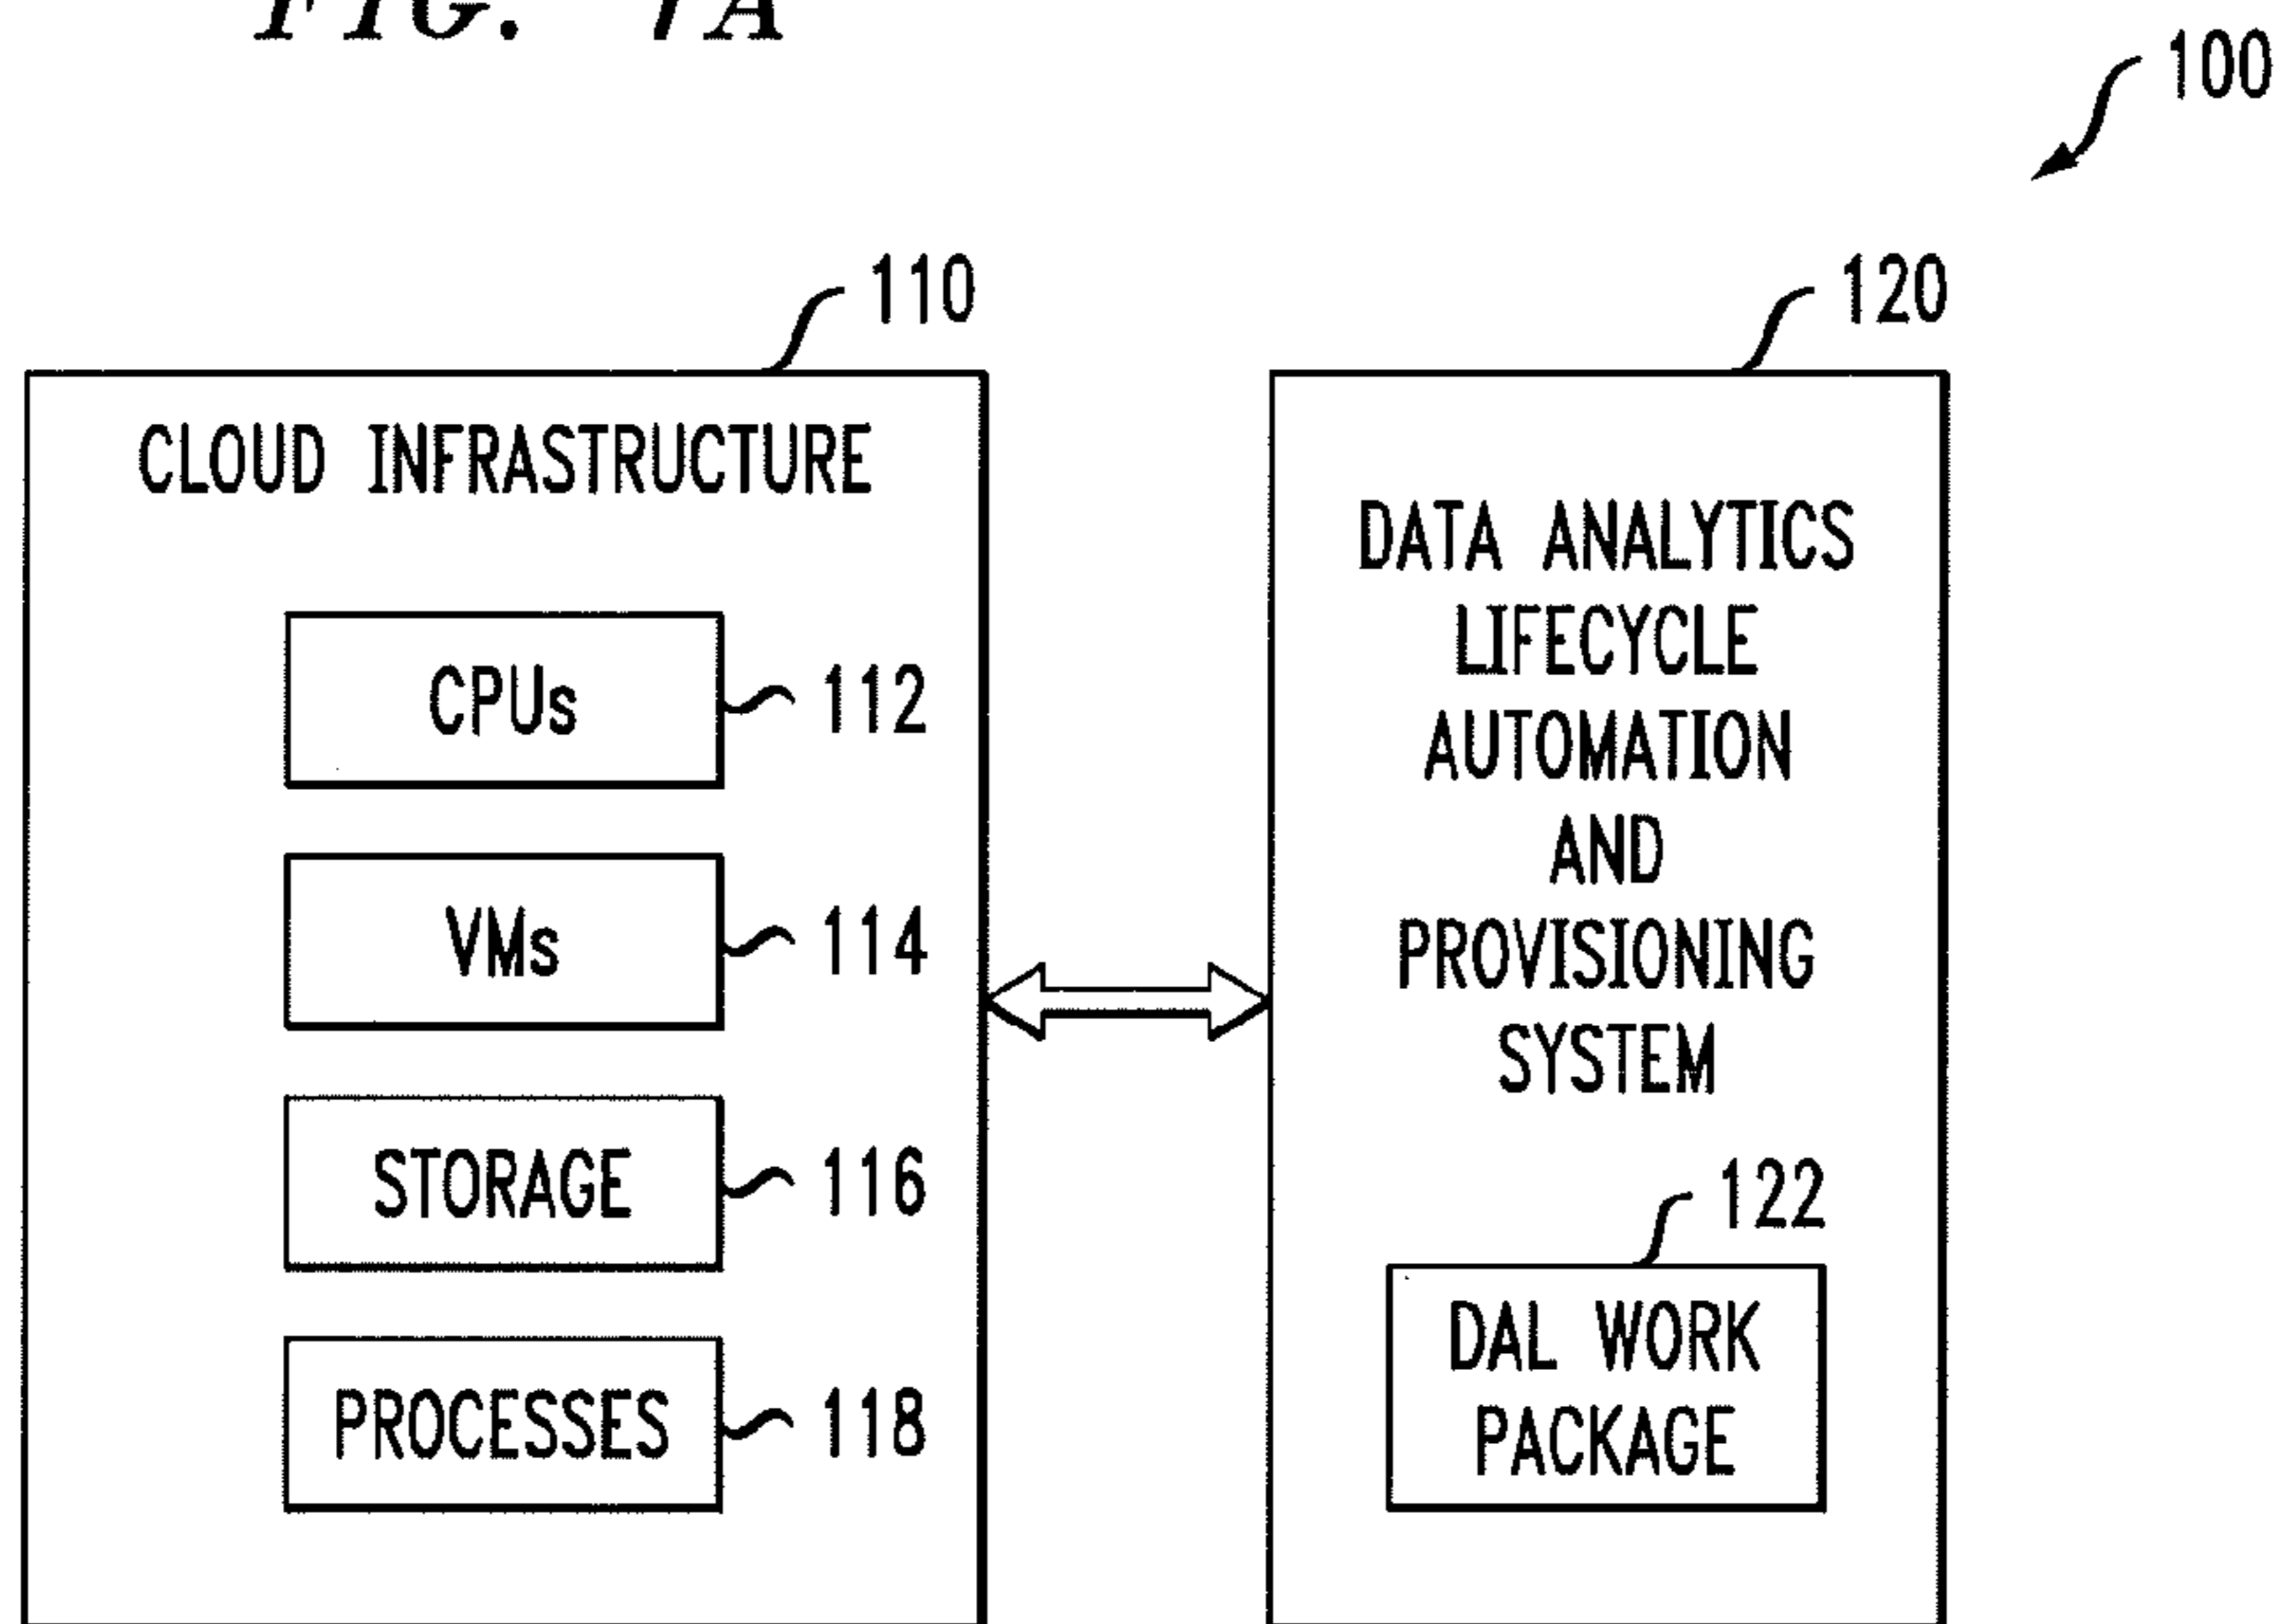 FIG. 1A
100
110
CLOUD INFRASTRUCTURE
CPUs
112
VMs
114
STORAGE
116
PROCESSES
118
120
DATA ANALYTICS
LIFECYCLE
AUTOMATION
AND
PROVISIONING
SYSTEM
122
DAL WORK
PACKAGE